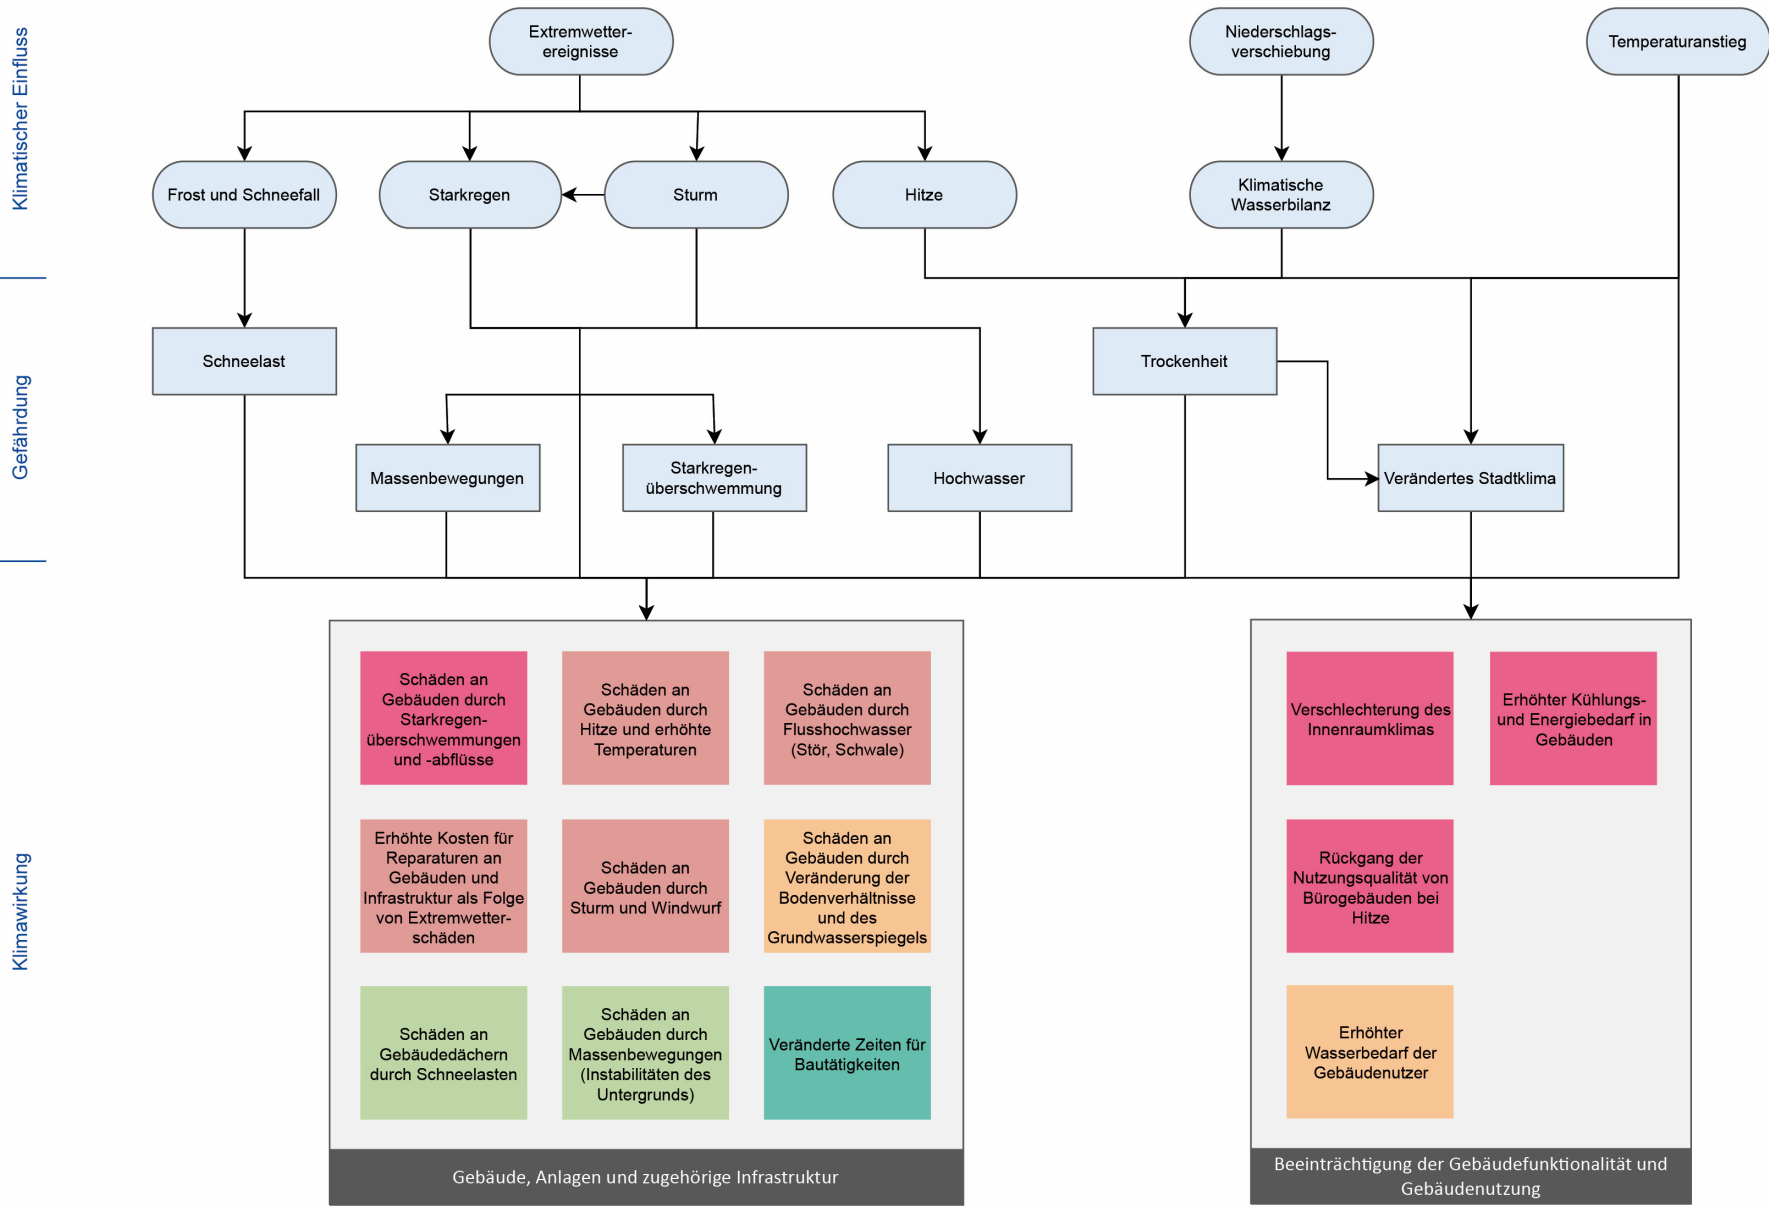 Klimatischer Einfluss
Extremwetter-
ereignisse
Niederschlags-
verschiebung
Temperaturanstieg
Frost und Schneefall
Starkregen
Sturm
Hitze
Klimatische
Wasserbilanz
Gefährdung
Schneelast
Trockenheit
Massenbewegungen
Starkregen-
überschwemmung
Hochwasser
Verändertes Stadtklima
Klimawirkung
Schäden an
Gebäuden durch
Starkregen-
überschwemmungen
und -abflüsse
Schäden an
Gebäuden durch
Hitze und erhöhte
Temperaturen
Schäden an
Gebäuden durch
Flusshochwasser
(Stör, Schwale)
Erhöhte Kosten für
Reparaturen an
Gebäuden und
Infrastruktur als Folge
von Extremwetter-
schäden
Schäden an
Gebäuden durch
Sturm und Windwurf
Schäden an
Gebäuden durch
Veränderung der
Bodenverhältnisse
und des
Grundwasserspiegels
Schäden an
Gebäudedächern
durch Schneelasten
Schäden an
Gebäuden durch
Massenbewegungen
(Instabilitäten des
Untergrunds)
Veränderte Zeiten für
Bautätigkeiten
Gebäude, Anlagen und zugehörige Infrastruktur
Verschlechterung des
Innenraumklimas
Erhöhter Kühlungs-
und Energiebedarf in
Gebäuden
Rückgang der
Nutzungsqualität von
Bürogebäuden bei
Hitze
Erhöhter
Wasserbedarf der
Gebäudenutzer
Beeinträchtigung der Gebäudefunktionalität und
Gebäudenutzung